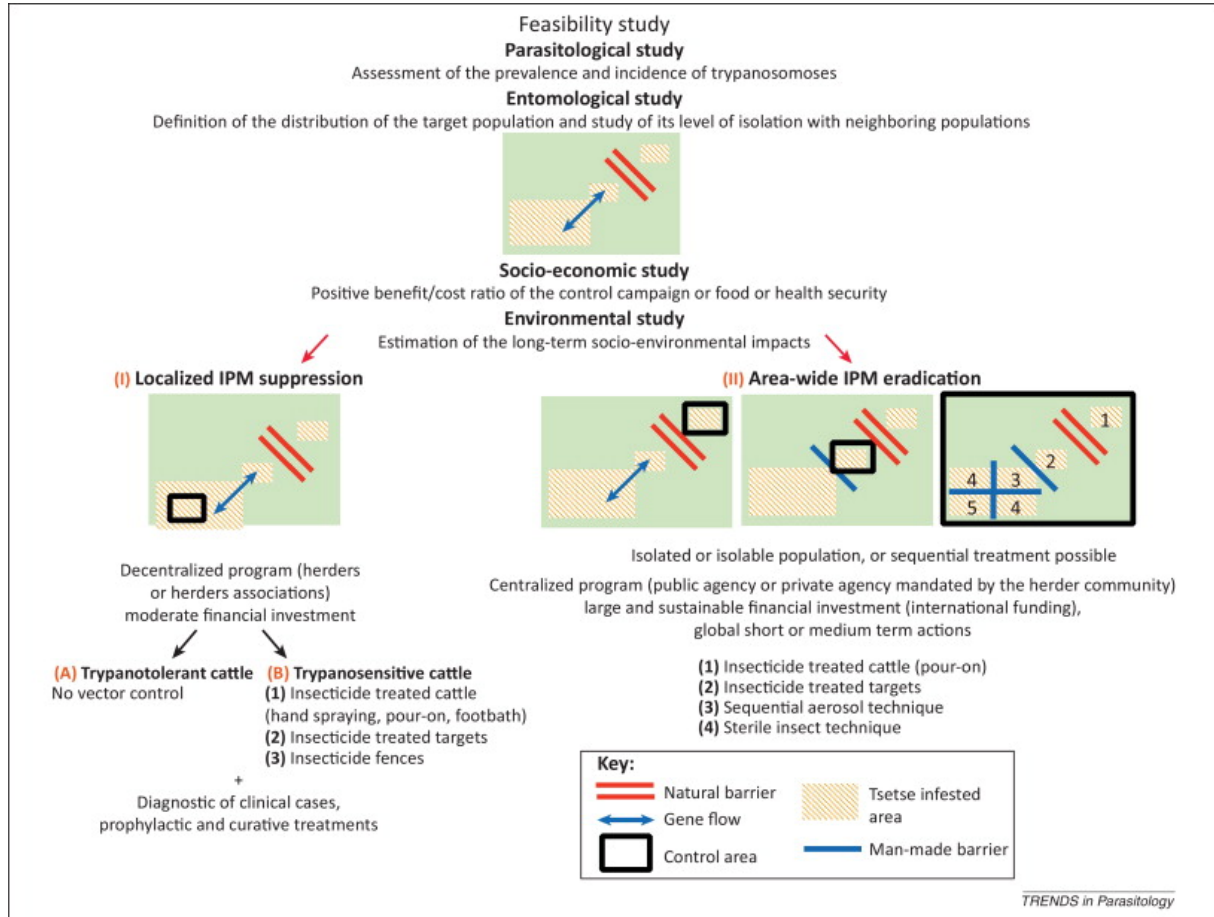 Feasibility study
Parasitological study
Assessment of the prevalence and incidence of trypanosomoses
Entomological study
Definition of the distribution of the target population and study of its level of isolation with neighboring populations
Socio-economic study
Positive benefit/cost ratio of the control campaign or food or health security
Environmental study
Estimation of the long-term socio-environmental impacts
(I) Localized IPM suppression
Decentralized program (herders
or herders associations)
moderate financial investment
(A) Trypanotolerant cattle
No vector control
(B) Trypanosensitive cattle
(1) Insecticide treated cattle
(hand spraying, pour-on, footbath)
(2) Insecticide treated targets
(3) Insecticide fences
+
Diagnostic of clinical cases,
prophylactic and curative treatments
(II) Area-wide IPM eradication
1
2
4 3
5 4
Isolated or isolable population, or sequential treatment possible
Centralized program (public agency or private agency mandated by the herder community)
large and sustainable financial investment (international funding),
global short or medium term actions
(1) Insecticide treated cattle (pour-on)
(2) Insecticide treated targets
(3) Sequential aerosol technique
(4) Sterile insect technique
Key:
Natural barrier
Gene flow
Control area
Tsetse infested
area
Man-made barrier
TRENDS in Parasitology